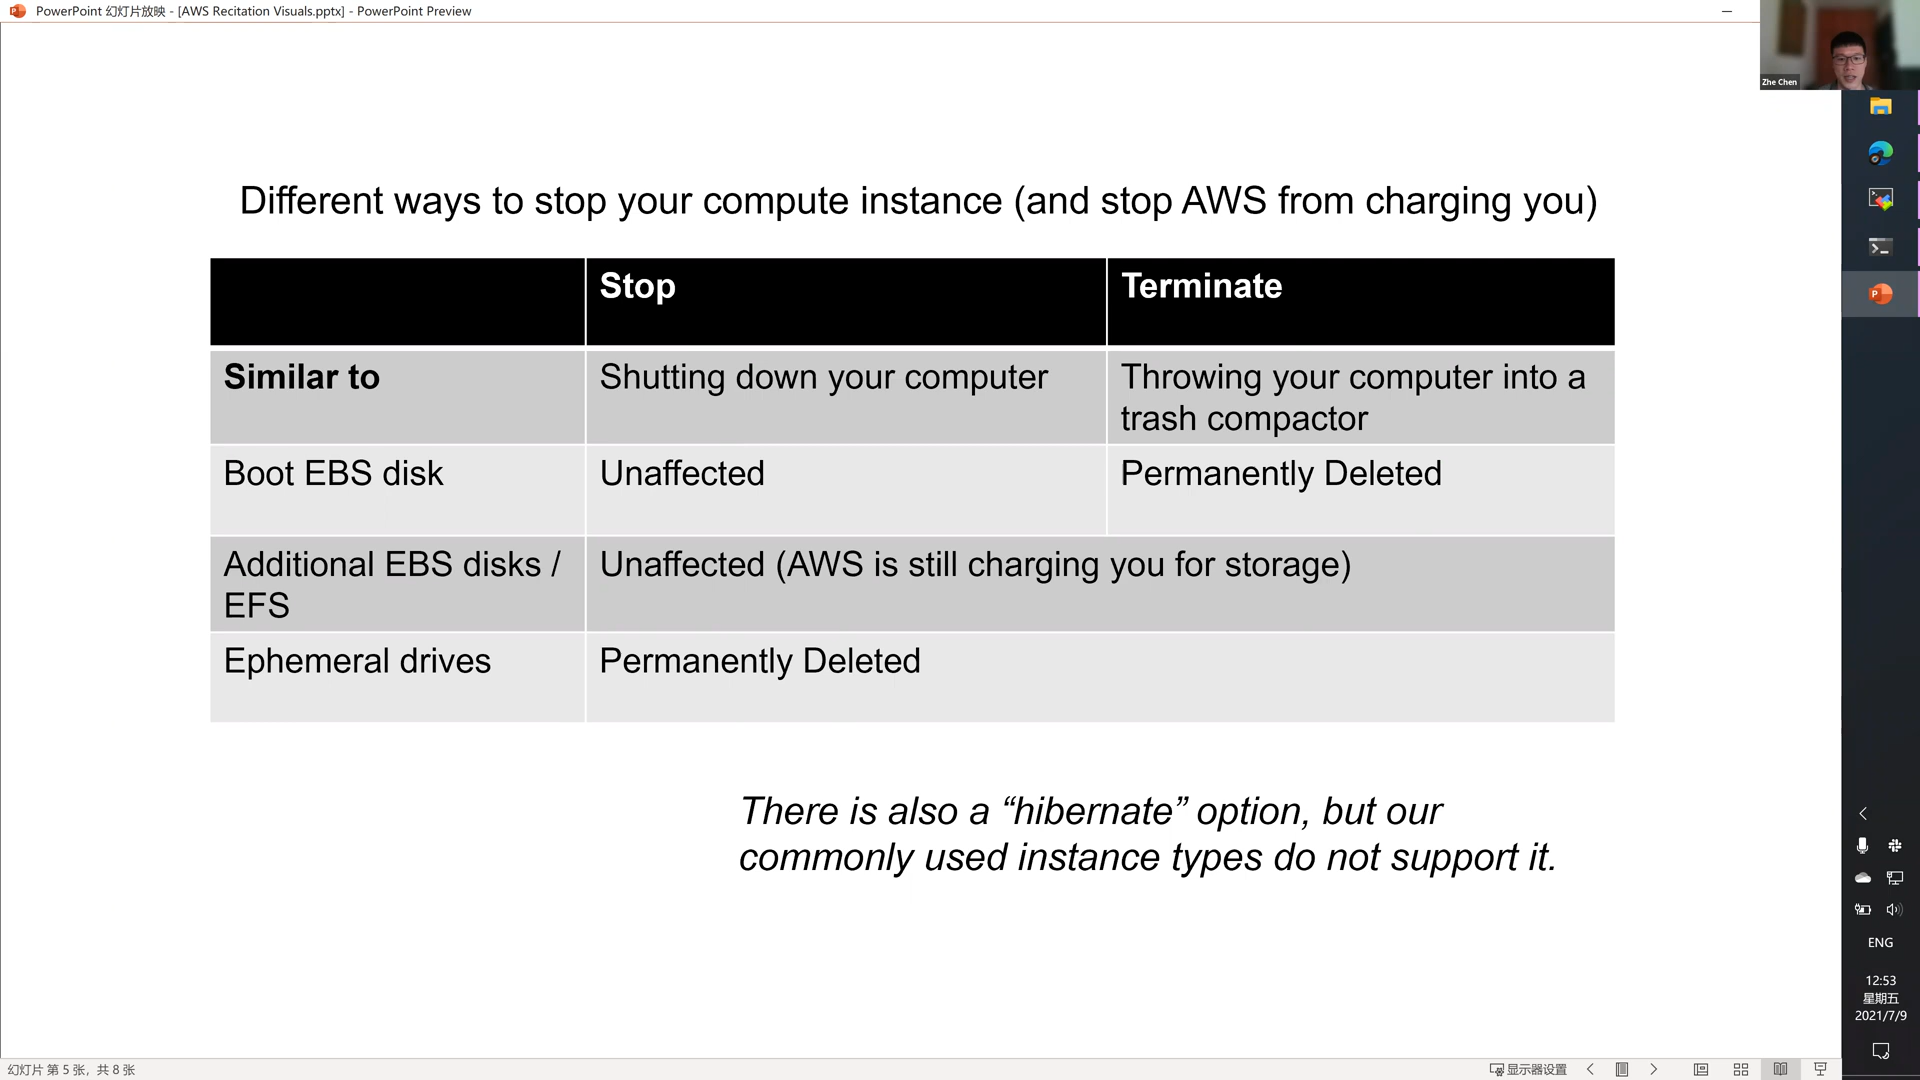 PowerPoint 幻灯片放映 - [AWS Recitation Visuals.pptx] - PowerPoint Preview
Zhe Chen
Different ways to stop your compute instance (and stop AWS from charging you)
Stop
Terminate
Similar to
Shutting down your computer
Throwing your computer into a
trash compactor
Boot EBS disk
Unaffected
Permanently Deleted
Additional EBS disks /
EFS
Unaffected (AWS is still charging you for storage)
Ephemeral drives
Permanently Deleted
There is also a “hibernate” option, but our
commonly used instance types do not support it.
ENG
12:53
星期五
2021/7/9
幻灯片 第 5 张，共 8 张
显示器设置